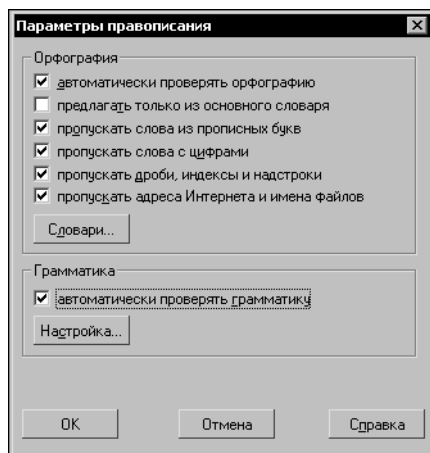 Параметры правописания
Орфография
автоматически проверять орфографию
предлагать только из основного словаря
пропускать слова из прописных букв
пропускать слова с цифрами
пропускать дроби, индексы и надстроки
пропускать адреса Интернета и имена файлов
Словари...
Грамматика
автоматически проверять грамматику
Настройка...
OK Отмена Справка